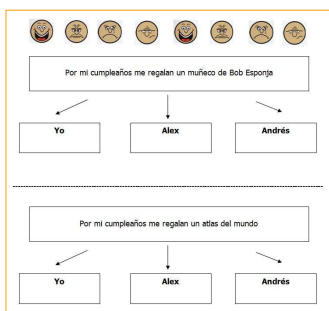 Por mi cumpleaños me regalan un muñeco de Bob Esponja
Yo
Alex
Andrés
Por mi cumpleaños me regalan un atlas del mundo
Yo
Alex
Andrés